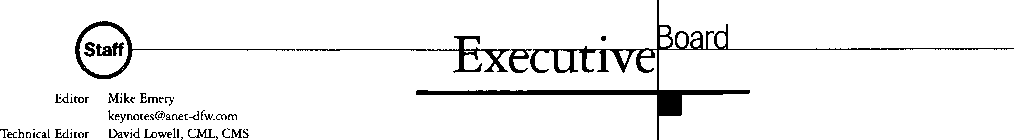 Staff
Executive Board
Editor Mike Emery
keynotes@anet-dfw.com
Technical Editor David Lowell, CML, CMS